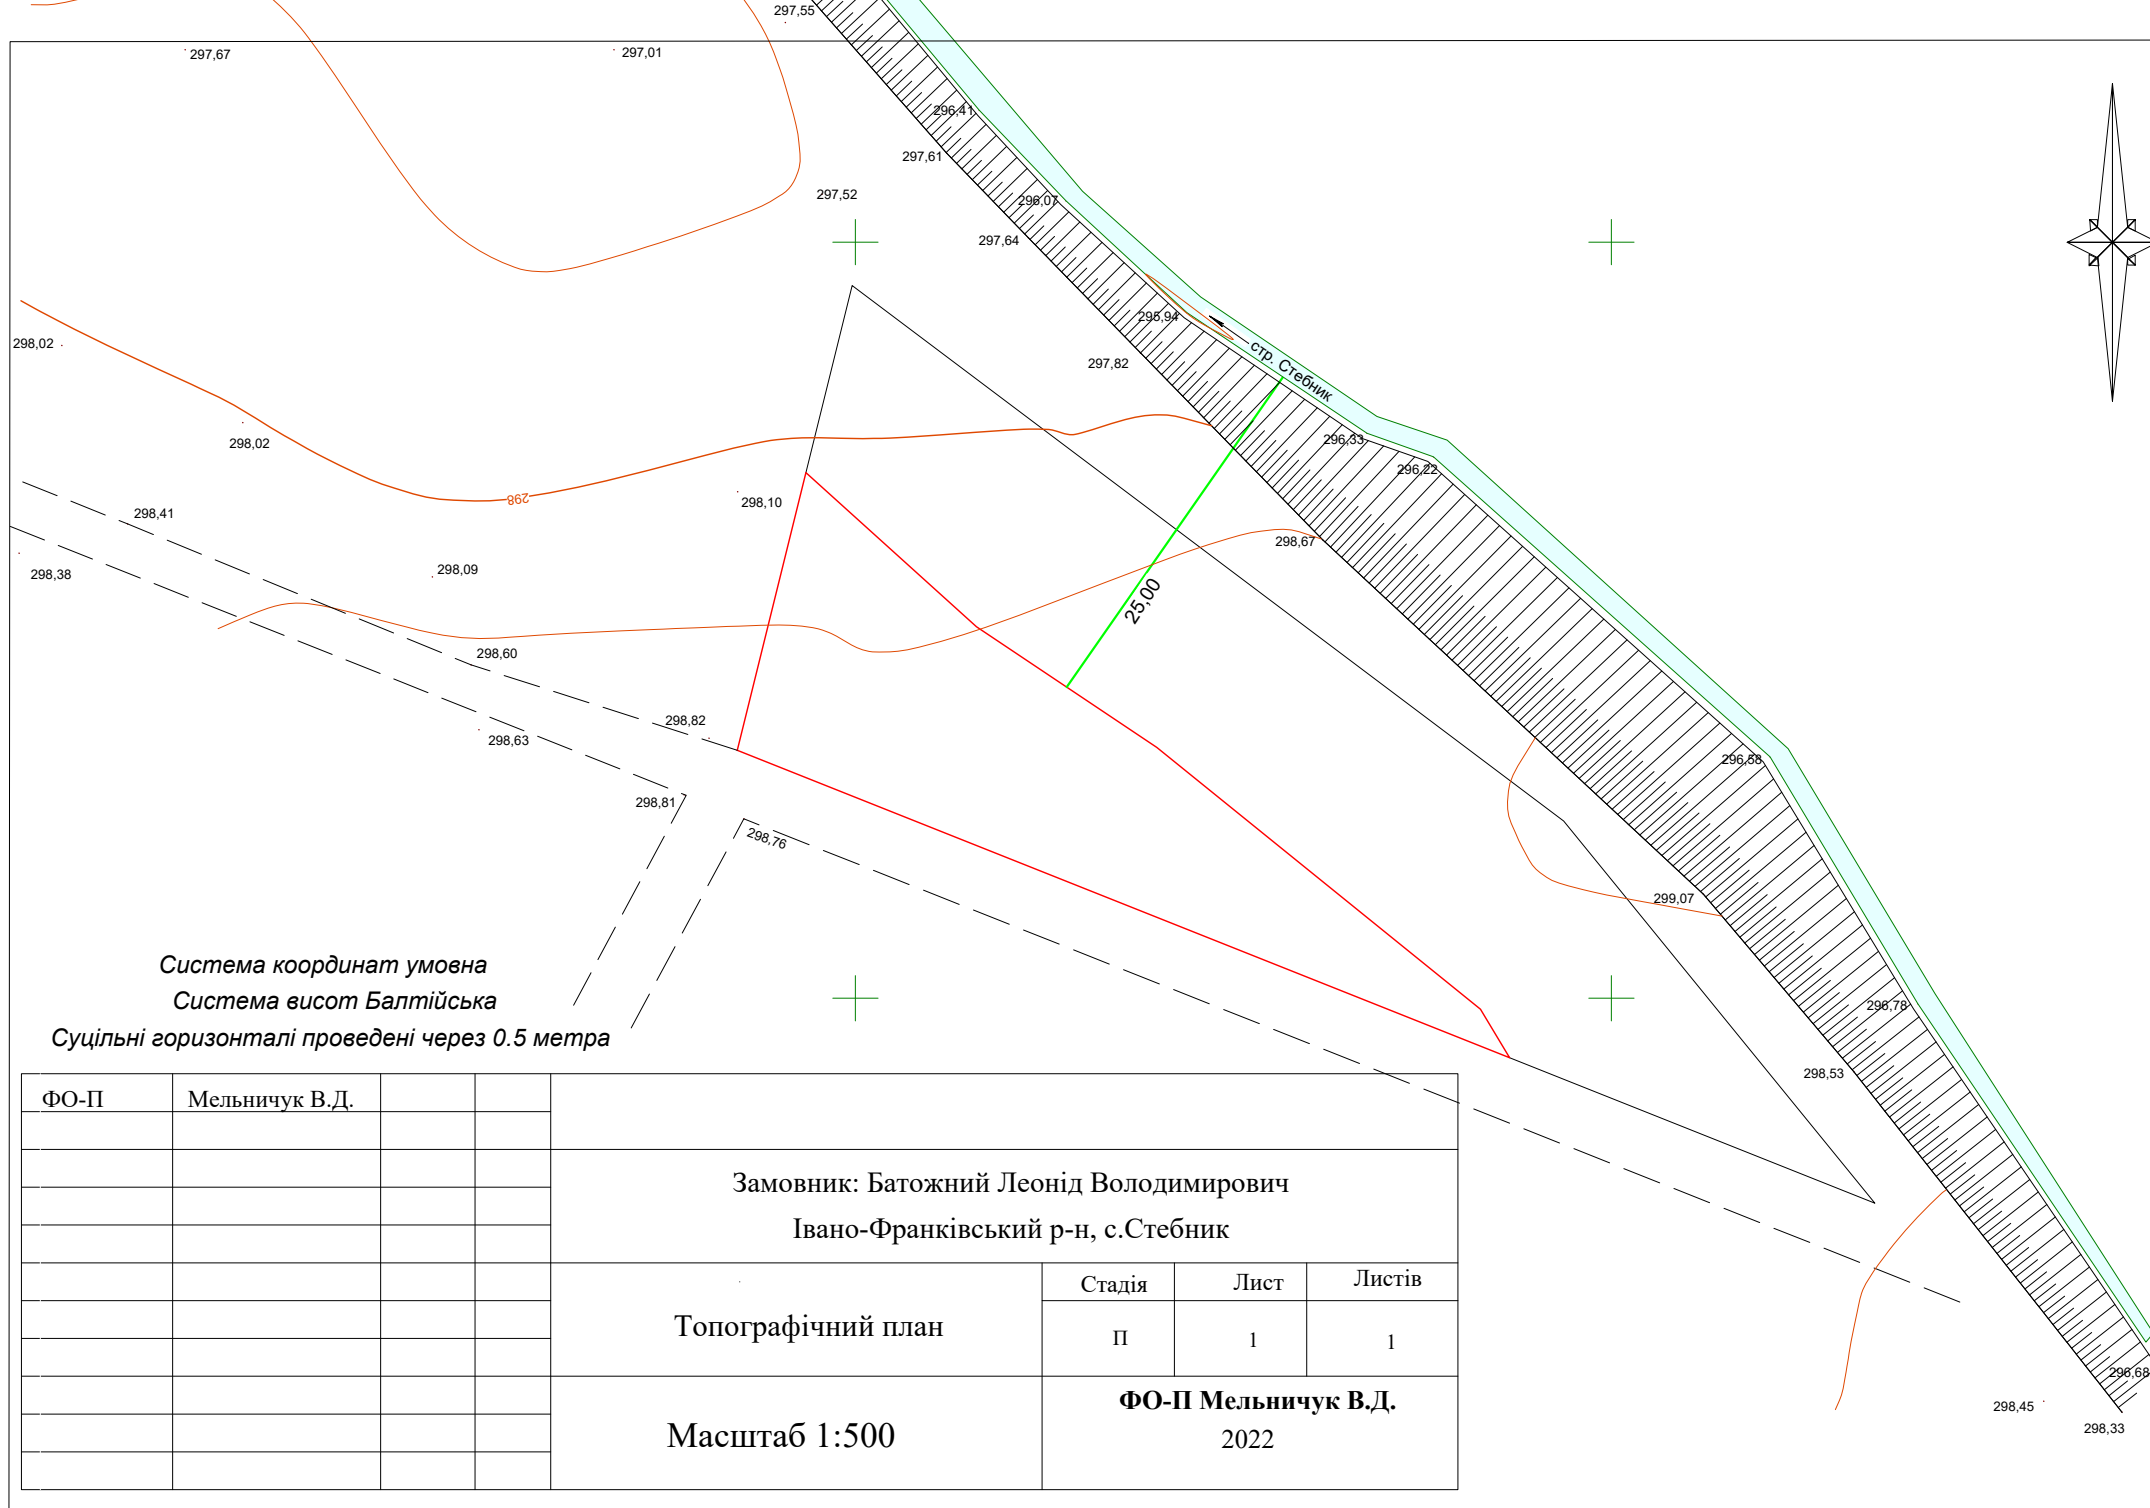 297,55
297,67
297,01
296,41
297,61
297,52
296,07
297,64
295,94
стр. Стебник
298,02
297,82
298,02
296,33
296,22
298
298,10
298,41
298,67
298,38
298,09
25,00
298,60
298,82
298,63
296,58
298,81
298,76
299,07
Система координат умовна
Система висот Балтійська
296,78
Суцільні горизонталі проведені через 0.5 метра
298,53
ФО-П Мельничук В.Д.
Замовник: Батожний Леонід Володимирович
Івано-Франківський р-н, с.Стебник
Стадія Лист Листів
Топографічний план
П 1 1
296,68
ФО-П Мельничук В.Д.
298,45
298,33
Масштаб 1:500
2022